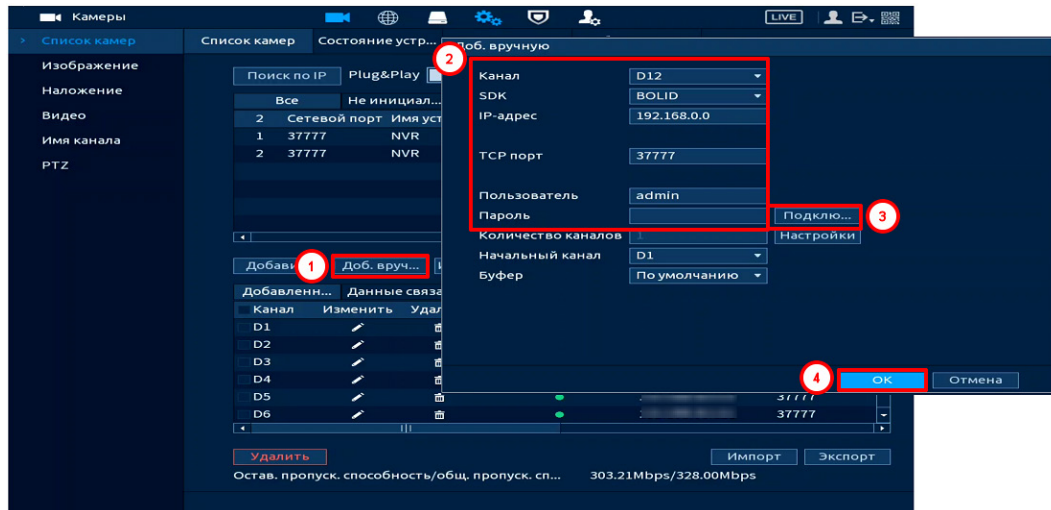 Камеры LIVE
Список камер
Изображение
Наложение
Видео
Имя канала
PTZ
Список камер Состояние устр...
Поиск по IP Plug&Play
Все Не инициал...
2 Сетевой порт Имя уст
1 37777 NVR
2 37777 NVR
1
Доб. вруч...
Добавленн... Данные связа
Канал Изменить Удал
D1
D2
D3
D4
D5 37777
D6 37777
Удалить Импорт Экспорт
Остав. пропуск. способность/общ. пропуск. сп... 303.21Mbps/328.00Mbps
Доб. вручную
2
Канал D12
SDK BOLID
IP-адрес 192.168.0.0
TCP порт 37777
Пользователь admin
Пароль Подклю... 3
Количество каналов 1 Настройки
Начальный канал D1
Буфер По умолчанию
4 OK Отмена